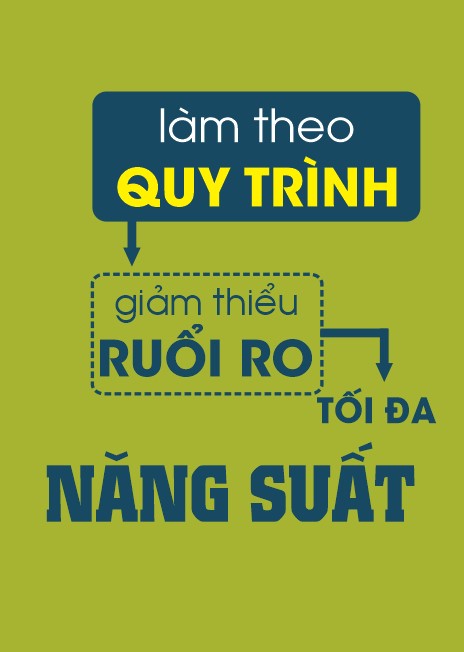 làm theo
QUY TRÌNH
giảm thiểu
RUỔI RO
TỐI ĐA
NĂNG SUẤT